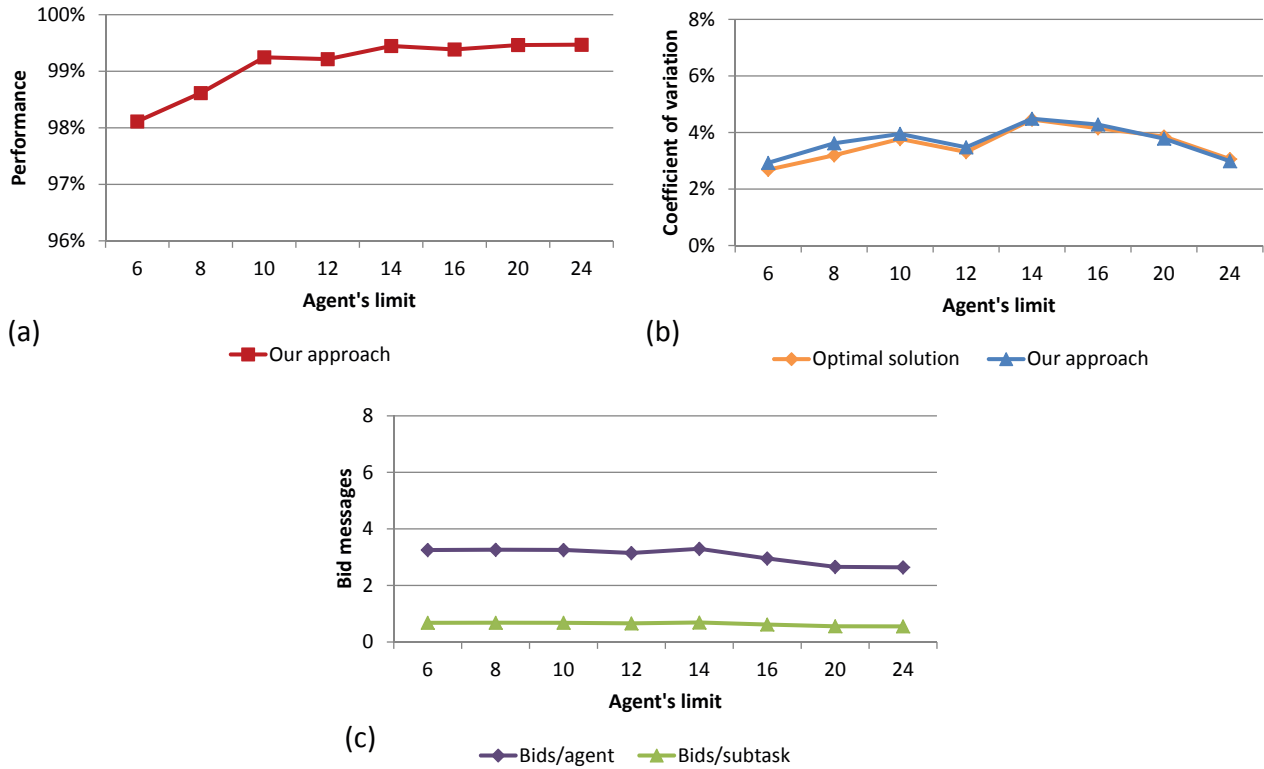 100%
99%
98%
97%
96%
Performance
6 8 10 12 14 16 20 24
Agent's limit
(a)
Our approach
8%
6%
4%
2%
0%
Coefficient of variation
6 8 10 12 14 16 20 24
Agent's limit
(b)
Optimal solution Our approach
8
6
4
2
0
Bid messages
6 8 10 12 14 16 20 24
Agent's limit
(c)
Bids/agent Bids/subtask